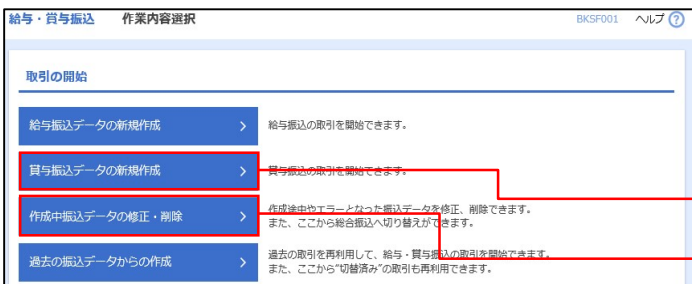 給与・賞与振込 作業内容選択 BKSF001 ヘルプ ?
取引の開始
給与振込データの新規作成 給与振込の取引を開始できます。
賞与振込データの新規作成 賞与振込の取引を開始できます。
作成中振込データの修正・削除 作成途中やエラーとなった振込データを修正、削除できます。
また、ここから総合振込へ切り替えができます。
過去の振込データからの作成 過去の取引を再利用して、給与・賞与振込の取引を開始できます。
また、ここから“切替済み”の取引も再利用できます。